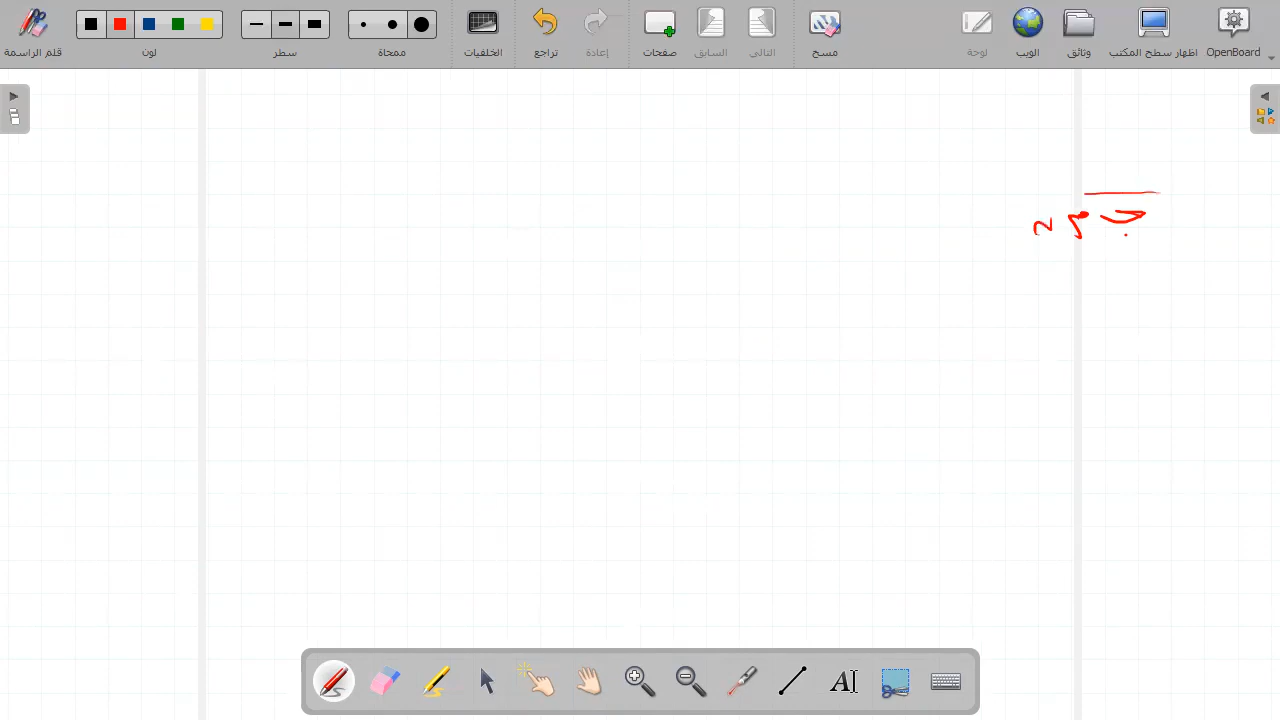 قلم الراسمة
لون
سطر
ممحاة
الخلفيات
تراجع
إعادة
صفحات
السابق
التالي
مسح
لوحة
الويب
وثائق
اظهار سطح المكتب
OpenBoard